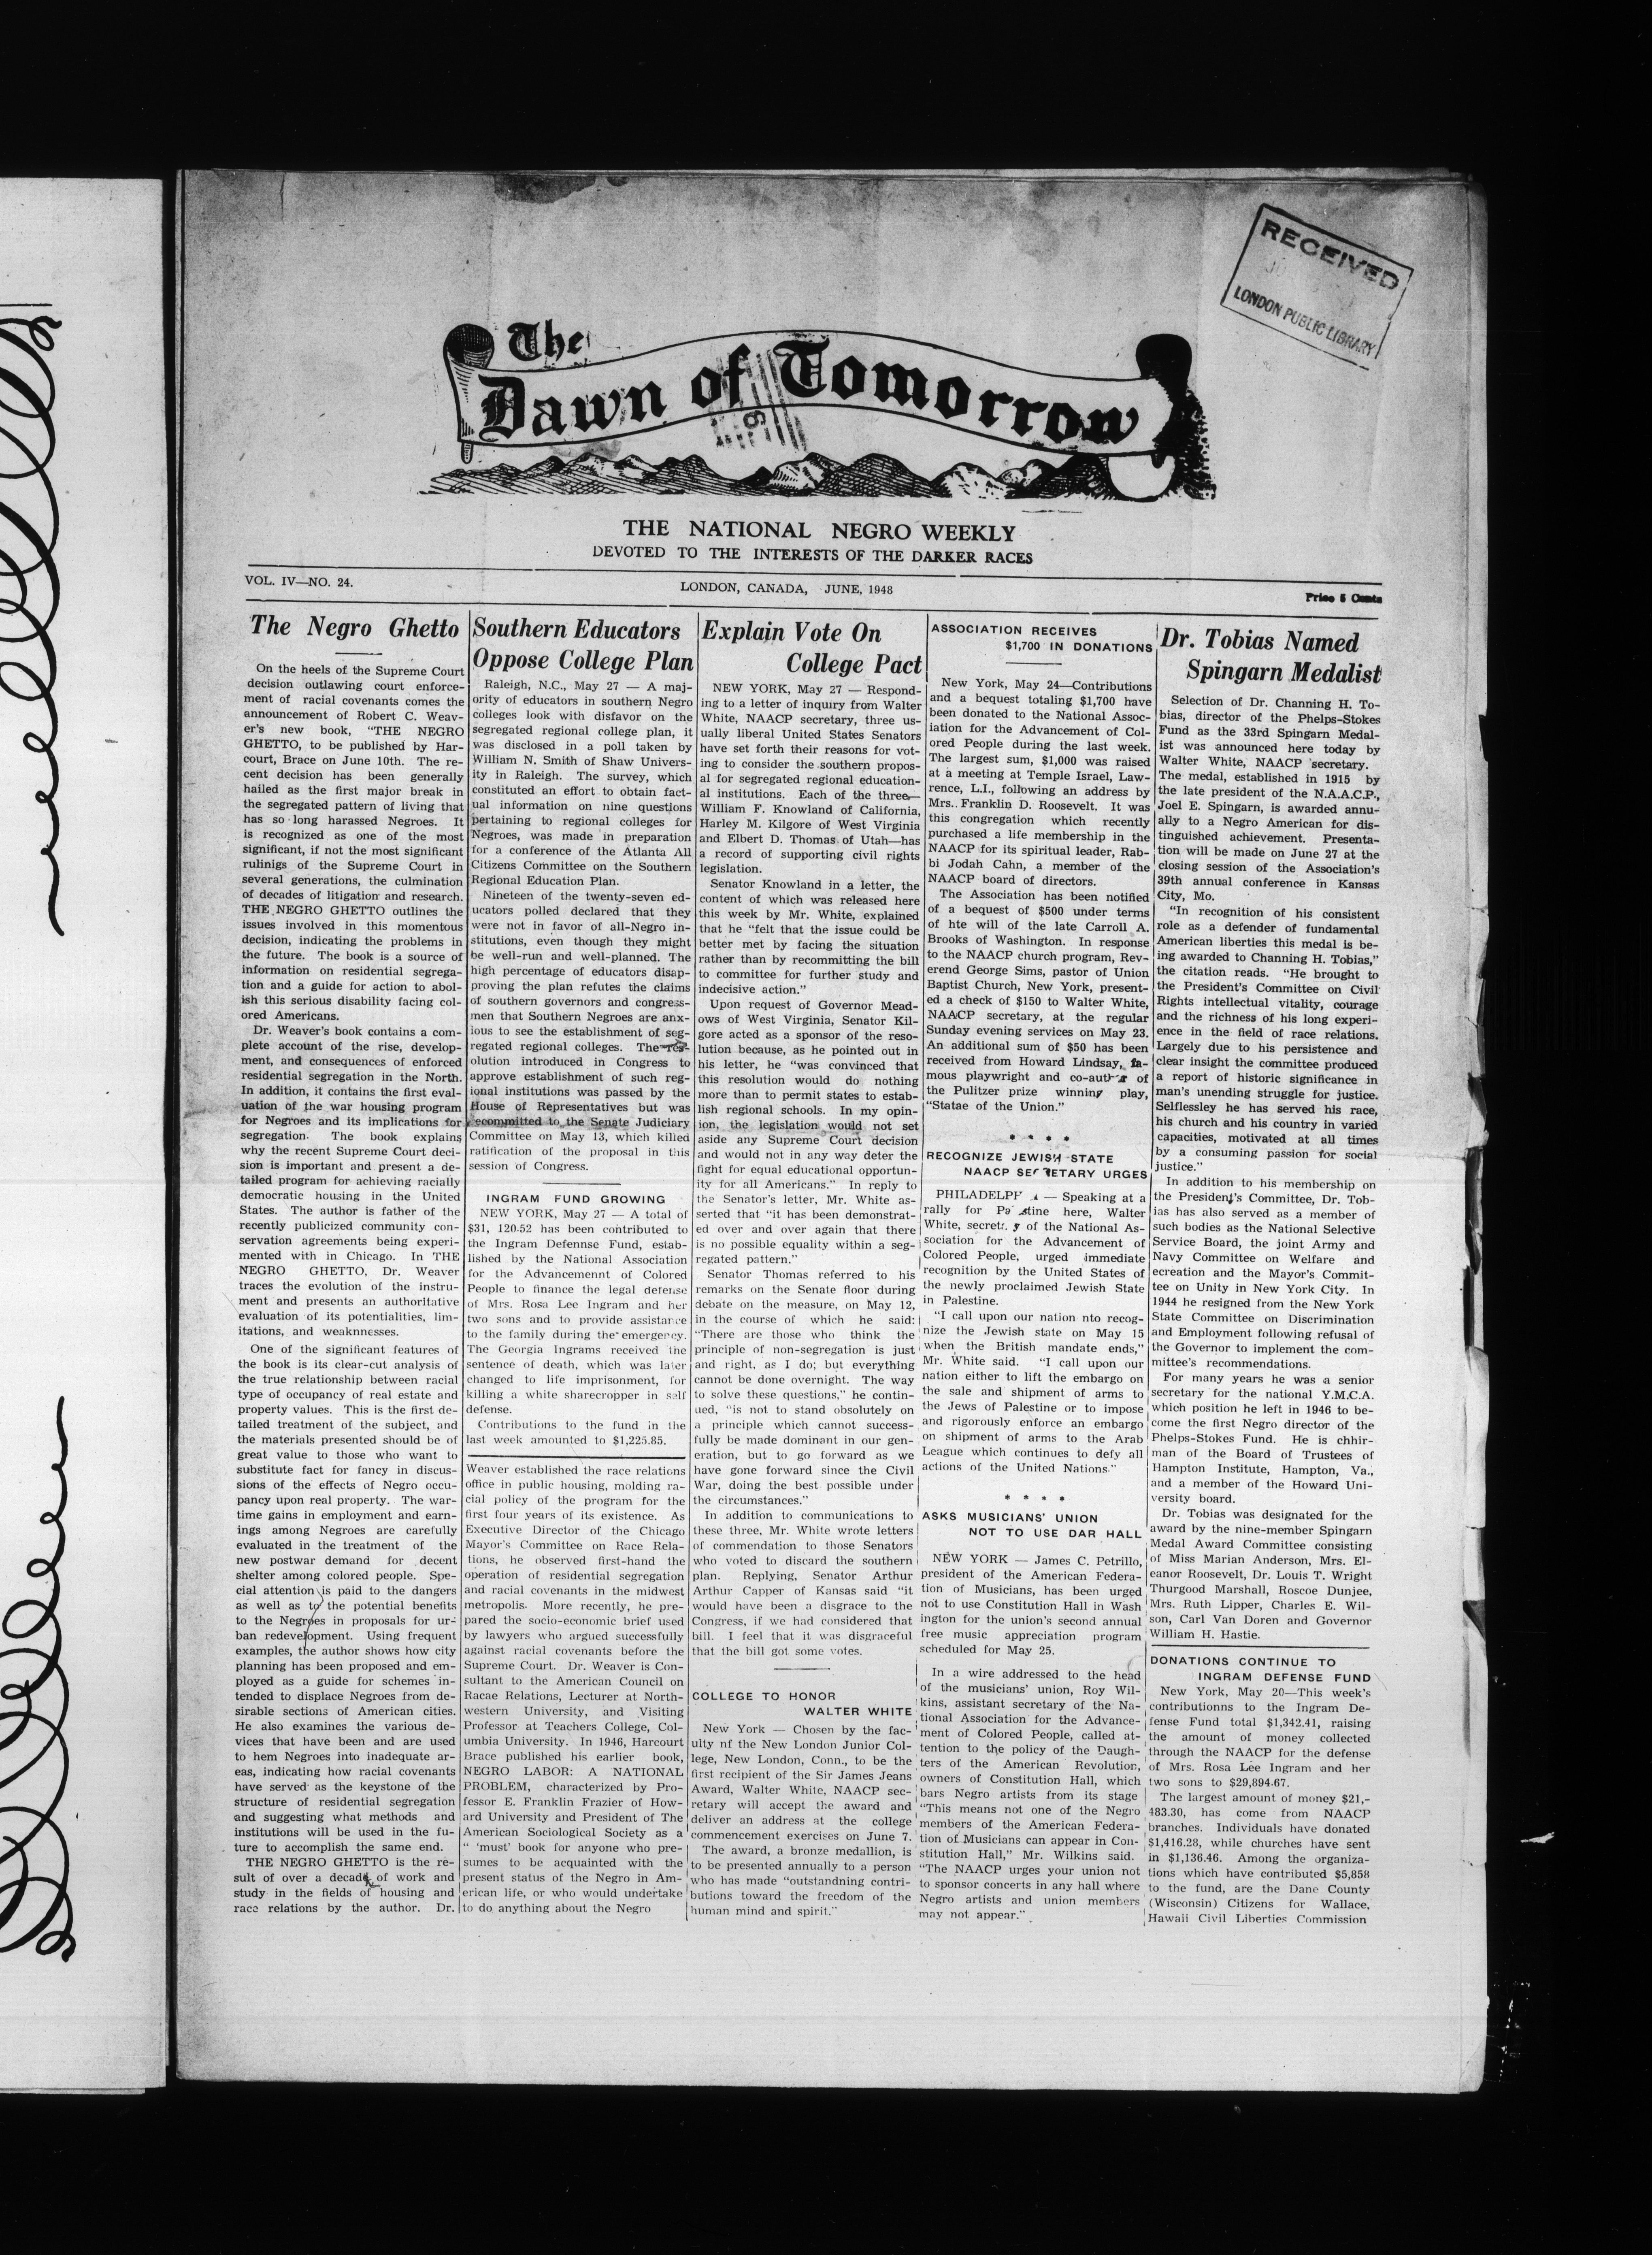 RECEIVED
LONDON PUBLIC LIBRARY
The
Dawn of Tomorrow
THE NATIONAL NEGRO WEEKLY
DEVOTED TO THE INTERESTS OF THE DARKER RACES
VOL. IV—NO. 24.
LONDON, CANADA, JUNE, 1948
Price 5 Cents
The Negro Ghetto
On the heels of the Supreme Court
decision outlawing court enforce-
ment of racial covenants comes the
announcement of Robert C. Weav-
er's new book, "THE NEGRO
GHETTO, to be published by Har-
court, Brace on June 10th. The re-
cent decision has been generally
hailed as the first major break in
the segregated pattern of living that
has so long harassed Negroes. It
is recognized as one of the most
significant, if not the most significant
rulinigs of the Supreme Court in
several generations, the culmination
of decades of litigation and research.
THE NEGRO GHETTO outlines the
issues involved in this momentous
decision, indicating the problems in
the future. The book is a source of
information on residential segrega-
tion and a guide for action to abol-
ish this serious disability facing col-
ored Americans.
Dr. Weaver's book contains a com-
plete account of the rise, develop-
ment, and consequences of enforced
residential segregation in the North.
In addition, it contains the first eval-
uation of the war housing program
for Negroes and its implications for
segregation. The book explains
why the recent Supreme Court deci-
sion is important and present a de-
tailed program for achieving racially
democratic housing in the United
States. The author is father of the
recently publicized community con-
servation agreements being experi-
mented with in Chicago. In THE
NEGRO GHETTO, Dr. Weaver
traces the evolution of the instru-
ment and presents an authoritative
evaluation of its potentialities, lim-
itations, and weaknnesses.
One of the significant features of
the book is its clear-cut analysis of
the true relationship between racial
type of occupancy of real estate and
property values. This is the first de-
tailed treatment of the subject, and
the materials presented should be of
great value to those who want to
substitute fact for fancy in discus-
sions of the effects of Negro occu-
pancy upon real property. The war-
time gains in employment and earn-
ings among Negroes are carefully
evaluated in the treatment of the
new postwar demand for decent
shelter among colored people. Spe-
cial attention is paid to the dangers
as well as to the potential benefits
to the Negroes in proposals for ur-
ban redevelopment. Using frequent
examples, the author shows how city
planning has been proposed and em-
ployed as a guide for schemes in-
tended to displace Negroes from de-
sirable sections of American cities.
He also examines the various de-
vices that have been and are used
to hem Negroes into inadequate ar-
eas, indicating how racial covenants
have served as the keystone of the
structure of residential segregation
and suggesting what methods and
institutions will be used in the fu-
ture to accomplish the same end.
THE NEGRO GHETTO is the re-
sult of over a decade of work and
study in the fields of housing and
race relations by the author. Dr.
Southern Educators
Oppose College Plan
Raleigh, N.C., May 27 — A maj-
ority of educators in southern Negro
colleges look with disfavor on the
segregated regional college plan, it
was disclosed in a poll taken by
William N. Smith of Shaw Univers-
ity in Raleigh. The survey, which
constituted an effort to obtain fact-
ual information on nine questions
pertaining to regional colleges for
Negroes, was made in preparation
for a conference of the Atlanta All
Citizens Committee on the Southern
Regional Education Plan.
Nineteen of the twenty-seven ed-
ucators polled declared that they
were not in favor of all-Negro in-
stitutions, even though they might
be well-run and well-planned. The
high percentage of educators disap-
proving the plan refutes the claims
of southern governors and congress-
men that Southern Negroes are anx-
ious to see the establishment of seg-
regated regional colleges. The res-
olution introduced in Congress to
approve establishment of such reg-
ional institutions was passed by the
House of Representatives but was
recommitted to the Senate Judiciary
Committee on May 13, which killed
ratification of the proposal in this
session of Congress.
INGRAM FUND GROWING
NEW YORK, May 27 — A total of
$31, 120.52 has been contributed to
the Ingram Defennse Fund, estab-
lished by the National Association
for the Advancemennt of Colored
People to finance the legal defense
of Mrs. Rosa Lee Ingram and her
two sons and to provide assistance
to the family during the emergency.
The Georgia Ingrams received the
sentence of death, which was later
changed to life imprisonment, for
killing a white sharecropper in self
defense.
Contributions to the fund in the
last week amounted to $1,225.85.
Weaver established the race relations
office in public housing, molding ra-
cial policy of the program for the
first four years of its existence. As
Executive Director of the Chicago
Mayor's Committee on Race Rela-
tions, he observed first-hand the
operation of residential segregation
and racial covenants in the midwest
metropolis. More recently, he pre-
pared the socio-economic brief used
by lawyers who argued successfully
against racial covenants before the
Supreme Court. Dr. Weaver is Con-
sultant to the American Council on
Racae Relations, Lecturer at North-
western University, and Visiting
Professor at Teachers College, Col-
umbia University. In 1946, Harcourt
Brace published his earlier book,
NEGRO LABOR: A NATIONAL
PROBLEM, characterized by Pro-
fessor E. Franklin Frazier of How-
ard University and President of The
American Sociological Society as a
" 'must' book for anyone who pre-
sumes to be acquainted with the
present status of the Negro in Am-
erican life, or who would undertake
to do anything about the Negro
Explain Vote On
College Pact
NEW YORK, May 27 — Respond-
ing to a letter of inquiry from Walter
White, NAACP secretary, three us-
ually liberal United States Senators
have set forth their reasons for vot-
ing to consider the southern propos-
al for segregated regional education-
al institutions. Each of the three—
William F. Knowland of California,
Harley M. Kilgore of West Virginia
and Elbert D. Thomas of Utah—has
a record of supporting civil rights
legislation.
Senator Knowland in a letter, the
content of which was released here
this week by Mr. White, explained
that he "felt that the issue could be
better met by facing the situation
rather than by recommitting the bill
to committee for further study and
indecisive action."
Upon request of Governor Mead-
ows of West Virginia, Senator Kil-
gore acted as a sponsor of the reso-
lution because, as he pointed out in
his letter, he "was convinced that
this resolution would do nothing
more than to permit states to estab-
lish regional schools. In my opin-
ion, the legislation would not set
aside any Supreme Court decision
and would not in any way deter the
fight for equal educational opportun-
ity for all Americans." In reply to
the Senator's letter, Mr. White as-
serted that "it has been demonstrat-
ed over and over again that there
is no possible equality within a seg-
regated pattern."
Senator Thomas referred to his
remarks on the Senate floor during
debate on the measure, on May 12,
in the course of which he said:
"There are those who think the
principle of non-segregation is just
and right, as I do; but everything
cannot be done overnight. The way
to solve these questions," he contin-
ued, "is not to stand absolutely on
a principle which cannot success-
fully be made dominant in our gen-
eration, but to go forward as we
have gone forward since the Civil
War, doing the best possible under
the circumstances."
In addition to communications to
these three, Mr. White wrote letters
of commendation to those Senators
who voted to discard the southern
plan. Replying, Senator Arthur
Arthur Capper of Kansas said "it
would have been a disgrace to the
Congress, if we had considered that
bill. I feel that it was disgraceful
that the bill got some votes.
COLLEGE TO HONOR
WALTER WHITE
New York — Chosen by the fac-
ulty nf the New London Junior Col-
lege, New London, Conn., to be the
first recipient of the Sir James Jeans
Award, Walter White, NAACP sec-
retary will accept the award and
deliver an address at the college
commencement exercises on June 7.
The award, a bronze medallion, is
to be presented annually to a person
who has made "outstanding contri-
butions toward the freedom of the
human mind and spirit."
ASSOCIATION RECEIVES
$1,700 IN DONATIONS
New York, May 24—Contributions
and a bequest totaling $1,700 have
been donated to the National Assoc-
iation for the Advancement of Col-
ored People during the last week.
The largest sum, $1,000 was raised
at a meeting at Temple Israel, Law-
rence, L.I., following an address by
Mrs. Franklin D. Roosevelt. It was
this congregation which recently
purchased a life membership in the
NAACP for its spiritual leader, Rab-
bi Jodah Cahn, a member of the
NAACP board of directors.
The Association has been notified
of a bequest of $500 under terms
of hte will of the late Carroll A.
Brooks of Washington. In response
to the NAACP church program, Rev-
erend George Sims, pastor of Union
Baptist Church, New York, present-
ed a check of $150 to Walter White,
NAACP secretary, at the regular
Sunday evening services on May 23.
An additional sum of $50 has been
received from Howard Lindsay, fa-
mous playwright and co-author of
the Pulitzer prize winning play,
"Statae of the Union."
* * * *
RECOGNIZE JEWISH STATE
NAACP SECRETARY URGES
— Speaking at a
rally for here, Walter
White, of the National As-
sociation for the Advancement of
Colored People, urged immediate
recognition by the United States of
the newly proclaimed Jewish State
in Palestine.
"I call upon our nation nto recog-
nize the Jewish state on May 15
when the British mandate ends,"
Mr. White said. "I call upon our
nation either to lift the embargo on
the sale and shipment of arms to
the Jews of Palestine or to impose
and rigorously enforce an embargo
on shipment of arms to the Arab
League which continues to defy all
actions of the United Nations."
* * * *
ASKS MUSICIANS' UNION
NOT TO USE DAR HALL
NEW YORK — James C. Petrillo,
president of the American Federa-
tion of Musicians, has been urged
not to use Constitution Hall in Wash
ington for the union's second annual
free music appreciation program
scheduled for May 25.
In a wire addressed to the head
of the musicians' union, Roy Wil-
kins, assistant secretary of the Na-
tional Association for the Advance-
ment of Colored People, called at-
tention to the policy of the Daugh-
ters of the American Revolution,
owners of Constitution Hall, which
bars Negro artists from its stage
"This means not one of the Negro
members of the American Federa-
tion of Musicians can appear in Con-
stitution Hall," Mr. Wilkins said.
"The NAACP urges your union not
to sponsor concerts in any hall where
Negro artists and union members
may not appear."
Dr. Tobias Named
Spingarn Medalist
Selection of Dr. Channing H. To-
bias, director of the Phelps-Stokes
Fund as the 33rd Spingarn Medal-
ist was announced here today by
Walter White, NAACP secretary.
The medal, established in 1915 by
the late president of the N.A.A.C.P.,
Joel E. Spingarn, is awarded annu-
ally to a Negro American for dis-
tinguished achievement. Presenta-
tion will be made on June 27 at the
closing session of the Association's
39th annual conference in Kansas
City, Mo.
"In recognition of his consistent
role as a defender of fundamental
American liberties this medal is be-
ing awarded to Channing H. Tobias,"
the citation reads. "He brought to
the President's Committee on Civil
Rights intellectual vitality, courage
and the richness of his long experi-
ence in the field of race relations.
Largely due to his persistence and
clear insight the committee produced
a report of historic significance in
man's unending struggle for justice.
Selflessley he has served his race,
his church and his country in varied
capacities, motivated at all times
by a consuming passion for social
justice."
In addition to his membership on
the President's Committee, Dr. Tob-
ias has also served as a member of
such bodies as the National Selective
Service Board, the joint Army and
Navy Committee on Welfare and
ecreation and the Mayor's Commit-
tee on Unity in New York City. In
1944 he resigned from the New York
State Committee on Discrimination
and Employment following refusal of
the Governor to implement the com-
mittee's recommendations.
For many years he was a senior
secretary for the national Y.M.C.A.
which position he left in 1946 to be-
come the first Negro director of the
Phelps-Stokes Fund. He is chhir-
man of the Board of Trustees of
Hampton Institute, Hampton, Va.,
and a member of the Howard Uni-
versity board.
Dr. Tobias was designated for the
award by the nine-member Spingarn
Medal Award Committee consisting
of Miss Marian Anderson, Mrs. El-
eanor Roosevelt, Dr. Louis T. Wright
Thurgood Marshall, Roscoe Dunjee,
Mrs. Ruth Lipper, Charles E. Wil-
son, Carl Van Doren and Governor
William H. Hastie.
DONATIONS CONTINUE TO
INGRAM DEFENSE FUND
New York, May 20—This week's
contributionns to the Ingram De-
fense Fund total $1,342.41, raising
the amount of money collected
through the NAACP for the defense
of Mrs. Rosa Lee Ingram and her
two sons to $29,894.67.
The largest amount of money $21,-
483.30, has come from NAACP
branches. Individuals have donated
$1,416.28, while churches have sent
in $1,136.46. Among the organiza-
tions which have contributed $5,858
to the fund, are the Dane County
(Wisconsin) Citizens for Wallace,
Hawaii Civil Liberties Commission